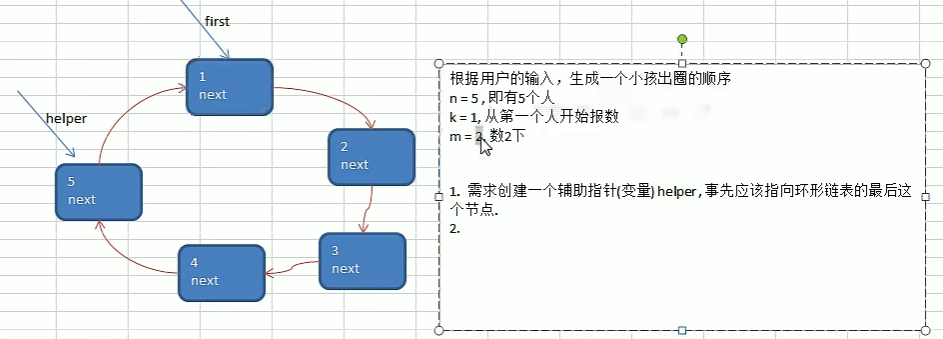 first
1
next
helper
2
next
5
next
3
next
4
next
根据用户的输入，生成一个小孩出圈的顺序
n = 5 , 即有5个人
k = 1, 从第一个人开始报数
m = 2, 数2下
1. 需求创建一个辅助指针(变量) helper , 事先应该指向环形链表的最后这
个节点.
2.